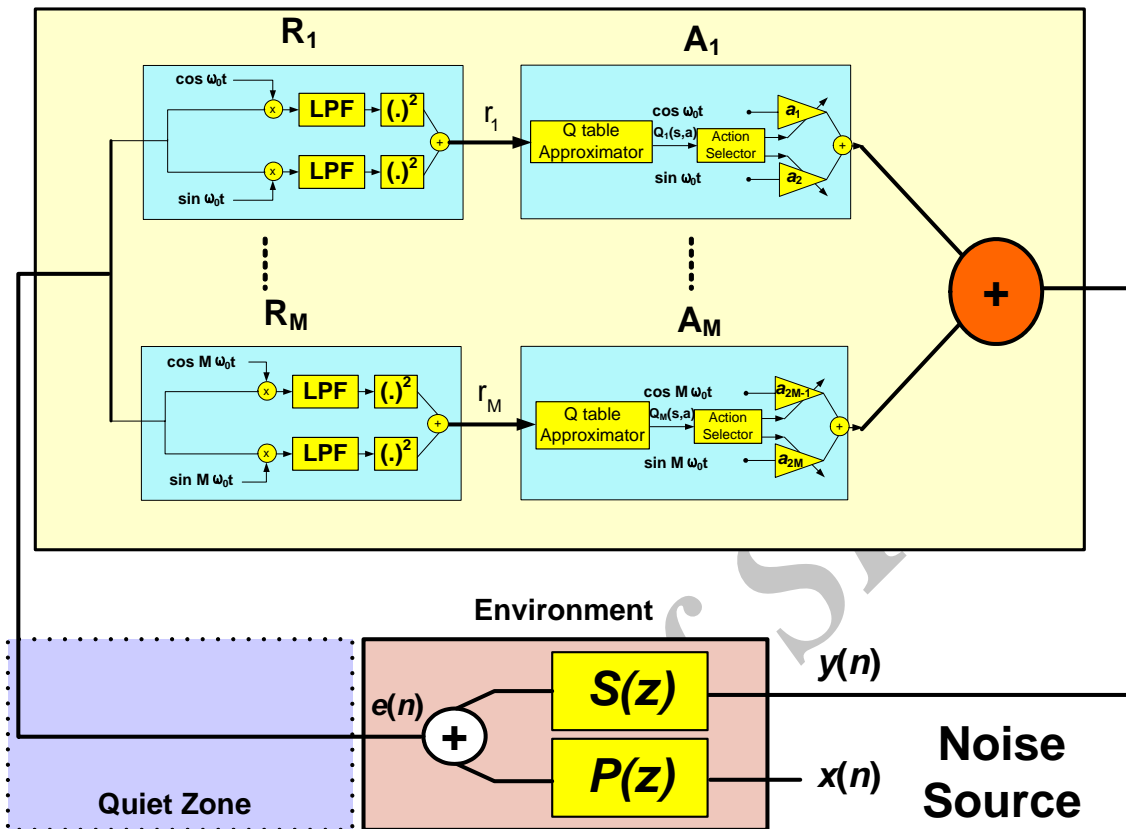 R1
A1
cos ω0t
x
LPF
(.)2
+
r1
x
LPF
(.)2
sin ω0t
Q table
Approximator
cos ω0t
Q1(s,a)
Action
Selector
sin ω0t
a1
a2
+
+
RM
AM
cos M ω0t
x
LPF
(.)2
+
rM
x
LPF
(.)2
sin M ω0t
Q table
Approximator
cos M ω0t
QM(s,a)
Action
Selector
sin M ω0t
a2M-1
a2M
+
Environment
S(z)
y(n)
e(n)
+
P(z)
x(n)
Noise
Source
Quiet Zone